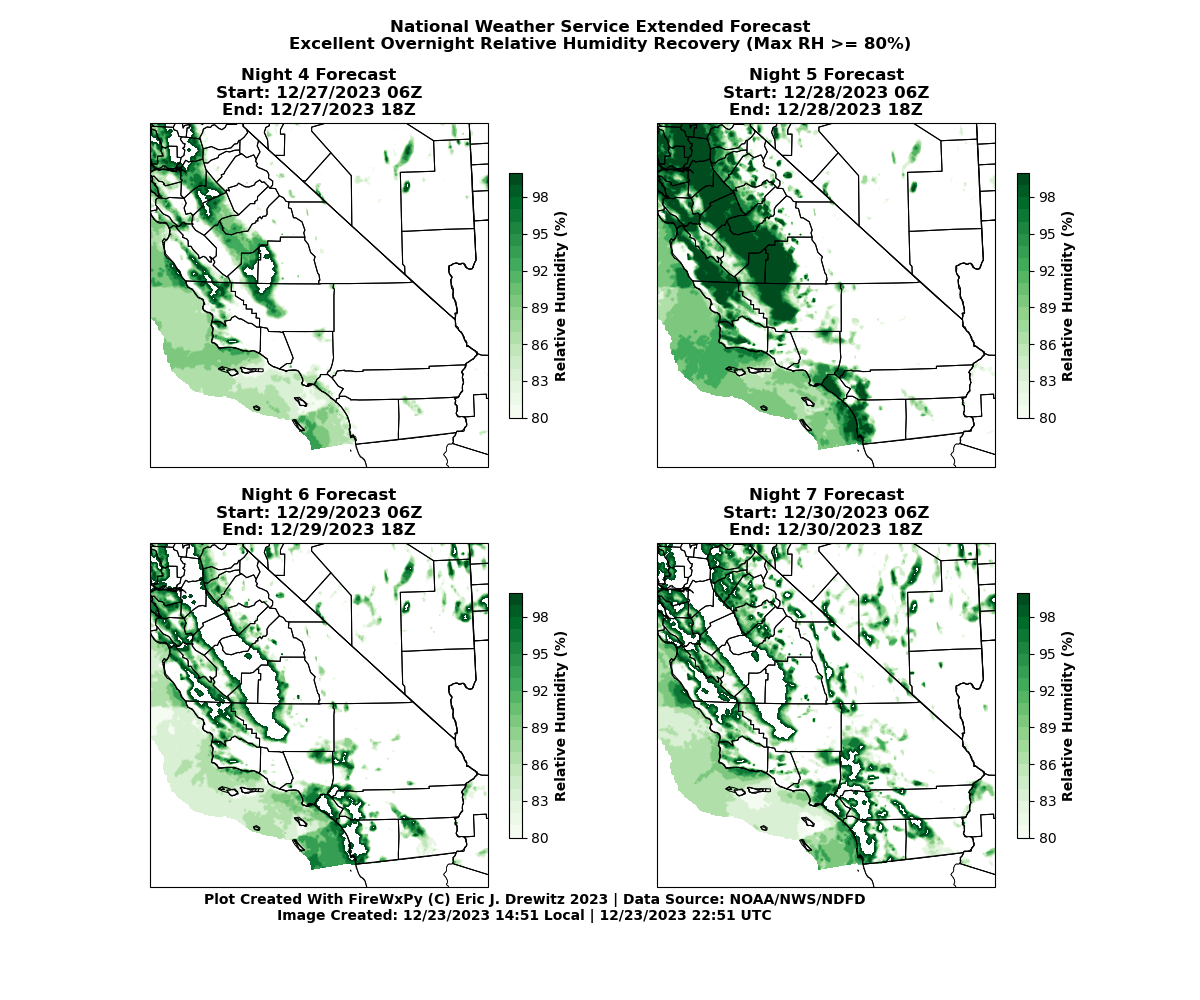 National Weather Service Extended Forecast
Excellent Overnight Relative Humidity Recovery (Max RH >= 80%)
Night 4 Forecast
Start: 12/27/2023 06Z
End: 12/27/2023 18Z
98
95
92
89
86
83
80
Relative Humidity (%)
Night 5 Forecast
Start: 12/28/2023 06Z
End: 12/28/2023 18Z
98
95
92
89
86
83
80
Relative Humidity (%)
Night 6 Forecast
Start: 12/29/2023 06Z
End: 12/29/2023 18Z
98
95
92
89
86
83
80
Relative Humidity (%)
Night 7 Forecast
Start: 12/30/2023 06Z
End: 12/30/2023 18Z
98
95
92
89
86
83
80
Relative Humidity (%)
Plot Created With FireWxPy (C) Eric J. Drewitz 2023 | Data Source: NOAA/NWS/NDFD
Image Created: 12/23/2023 14:51 Local | 12/23/2023 22:51 UTC